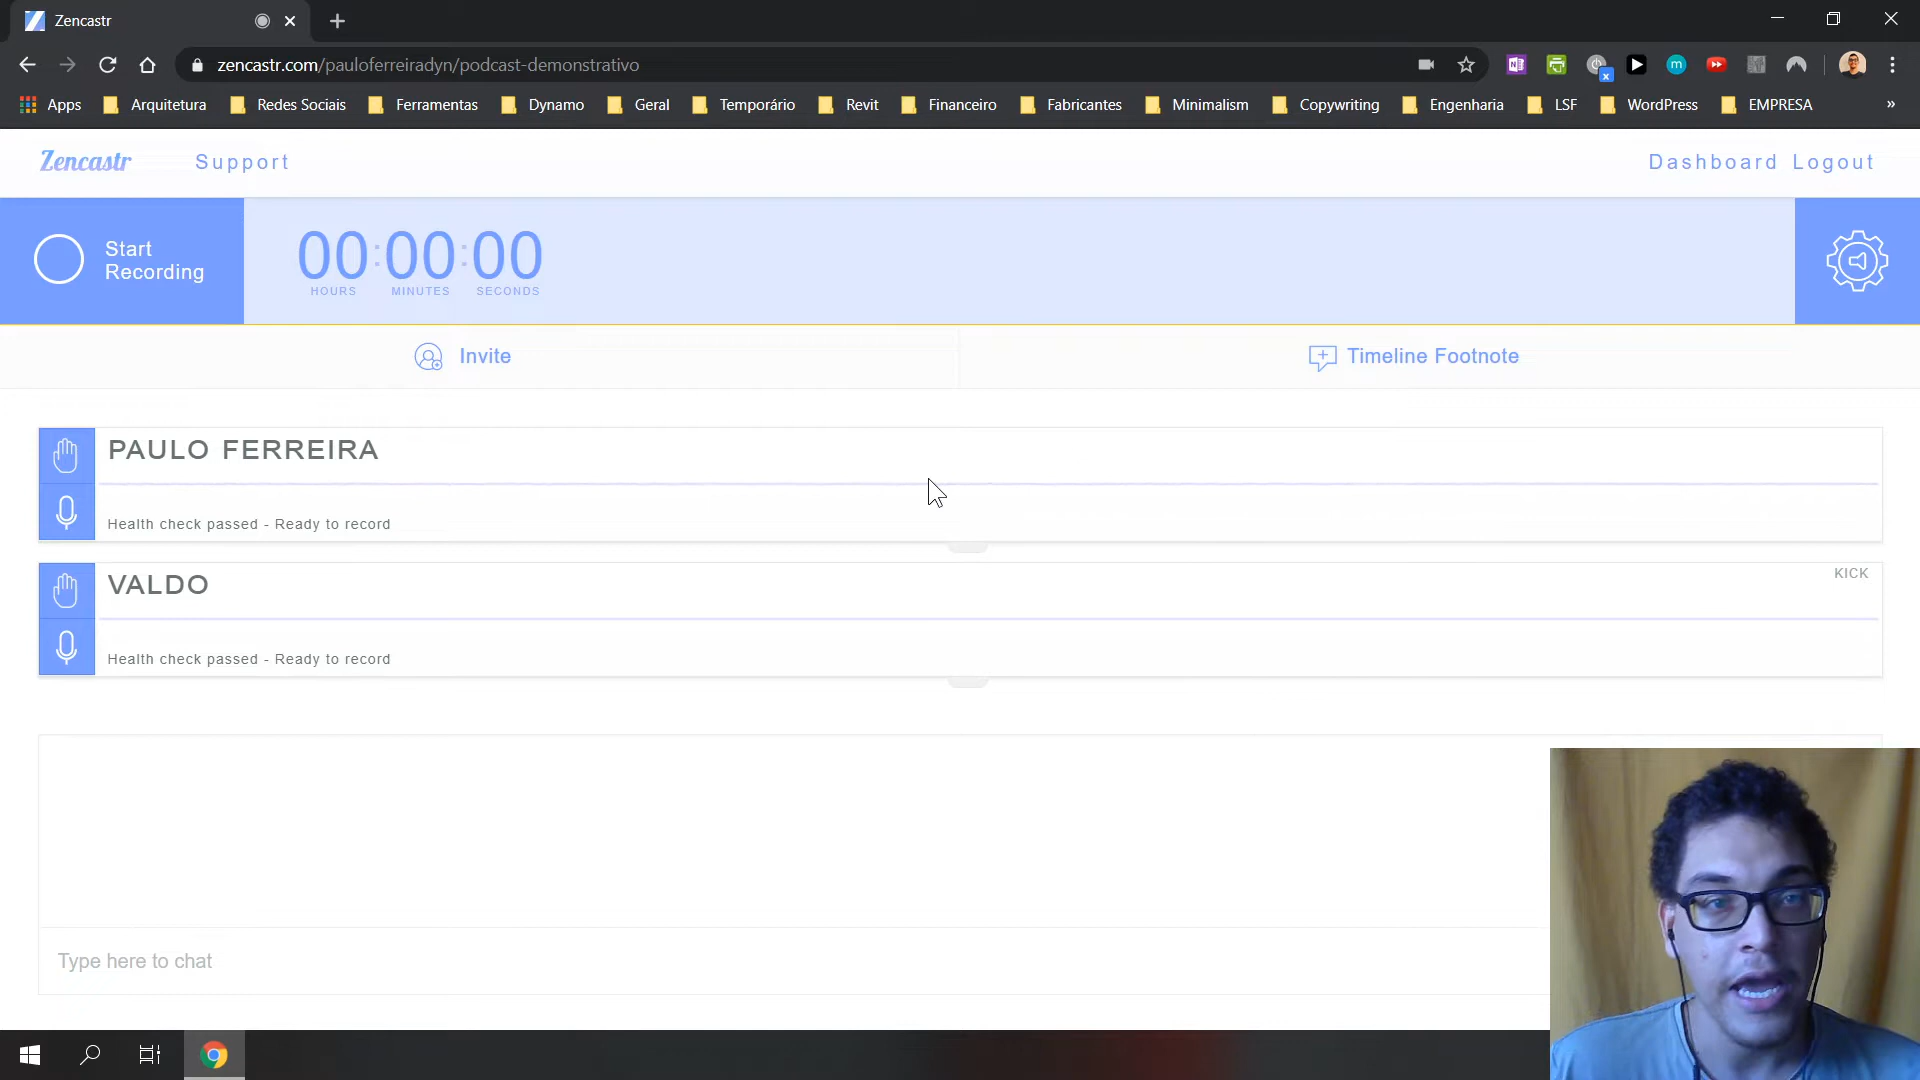 Zencastr
zencastr.com/pauloferreiradyn/podcast-demonstrativo
Apps Arquitetura Redes Sociais Ferramentas Dynamo Geral Temporário Revit Financeiro Fabricantes Minimalism Copywriting Engenharia LSF WordPress EMPRESA »
Zencastr Support Dashboard Logout
Start
Recording
00:00:00
HOURS MINUTES SECONDS
Invite Timeline Footnote
PAULO FERREIRA
Health check passed - Ready to record
VALDO KICK
Health check passed - Ready to record
Type here to chat